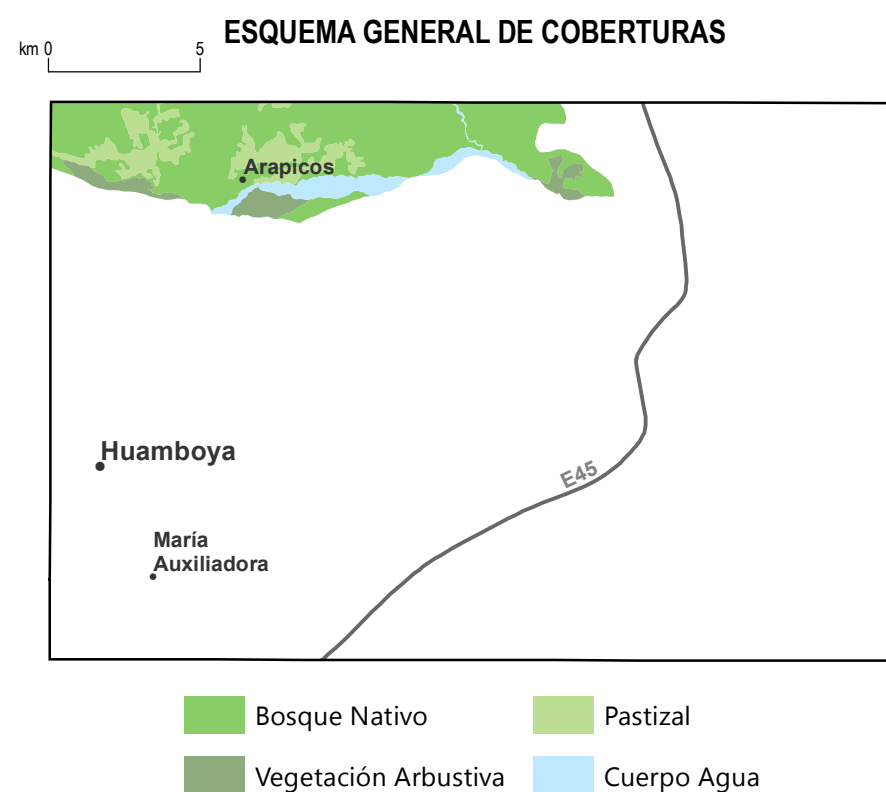 ESQUEMA GENERAL DE COBERTURAS
km 0 5
Arapicos
Huamboya
E45
María
Auxiliadora
Bosque Nativo
Pastizal
Vegetación Arbustiva
Cuerpo Agua